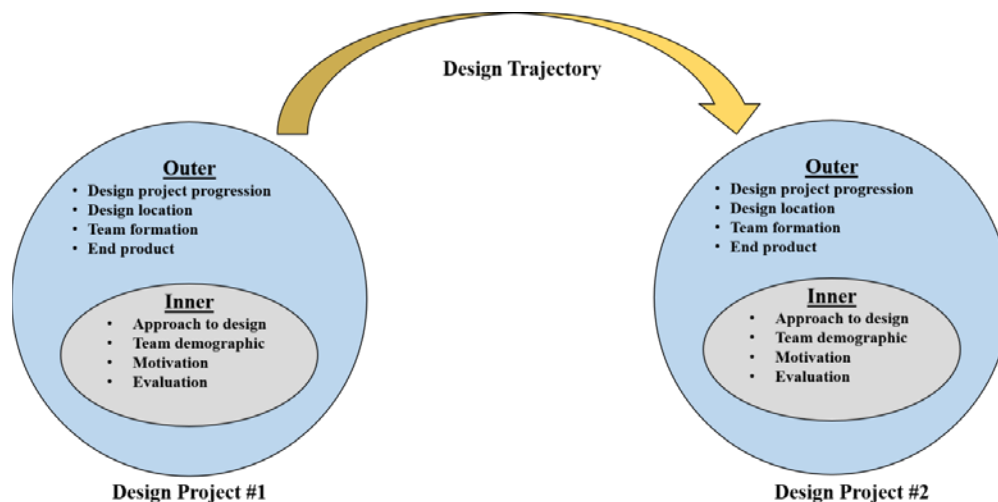 Design Trajectory
Outer
• Design project progression
• Design location
• Team formation
• End product
Inner
• Approach to design
• Team demographic
• Motivation
• Evaluation
Design Project #1
Outer
• Design project progression
• Design location
• Team formation
• End product
Inner
• Approach to design
• Team demographic
• Motivation
• Evaluation
Design Project #2